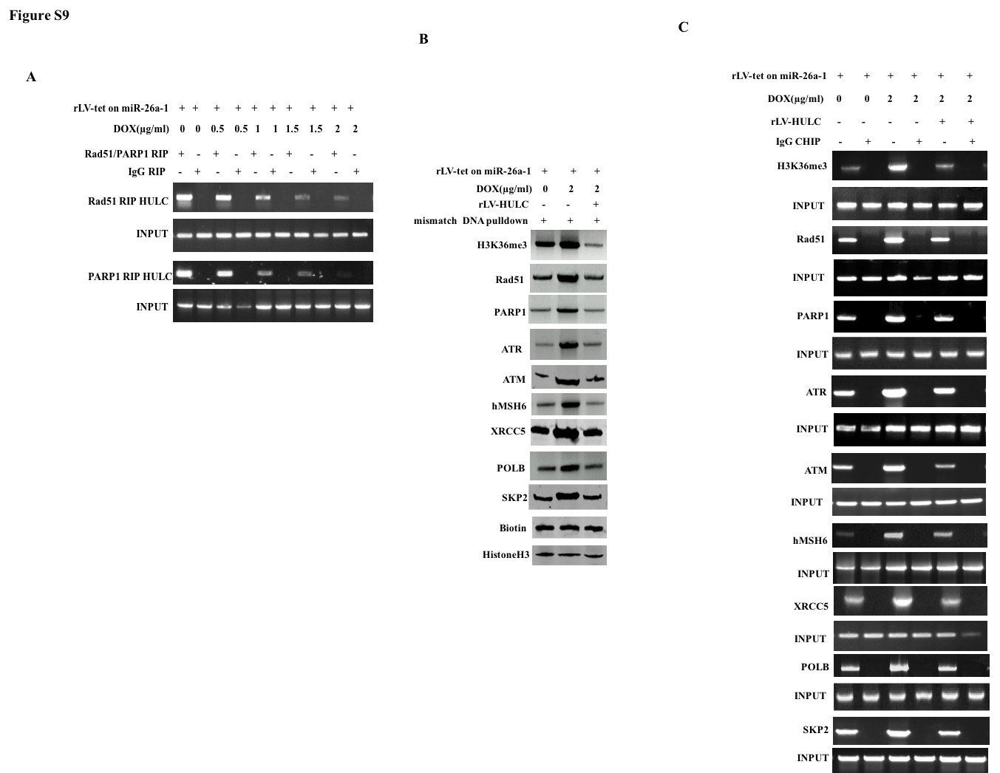 Figure S9
A
rLV-tet on miR-26a-1 + + + + + + + + + +
DOX(µg/ml) 0 0 0.5 0.5 1 1 1.5 1.5 2 2
Rad51/PARP1 RIP + - + - + - + - + -
IgG RIP - + - + - + - + - +
Rad51 RIP HULC
INPUT
PARP1 RIP HULC
INPUT
B
rLV-tet on miR-26a-1 + + +
DOX(µg/ml) 0 2 2
rLV-HULC - - +
mismatch DNA pulldown + + +
H3K36me3
Rad51
PARP1
ATR
ATM
hMSH6
XRCC5
POLB
SKP2
Biotin
HistoneH3
C
rLV-tet on miR-26a-1 + + + + + +
DOX(µg/ml) 0 0 2 2 2 2
rLV-HULC - - - - + +
IgG CHIP - + - + - +
H3K36me3
INPUT
Rad51
INPUT
PARP1
INPUT
ATR
INPUT
ATM
INPUT
hMSH6
INPUT
XRCC5
INPUT
POLB
INPUT
SKP2
INPUT